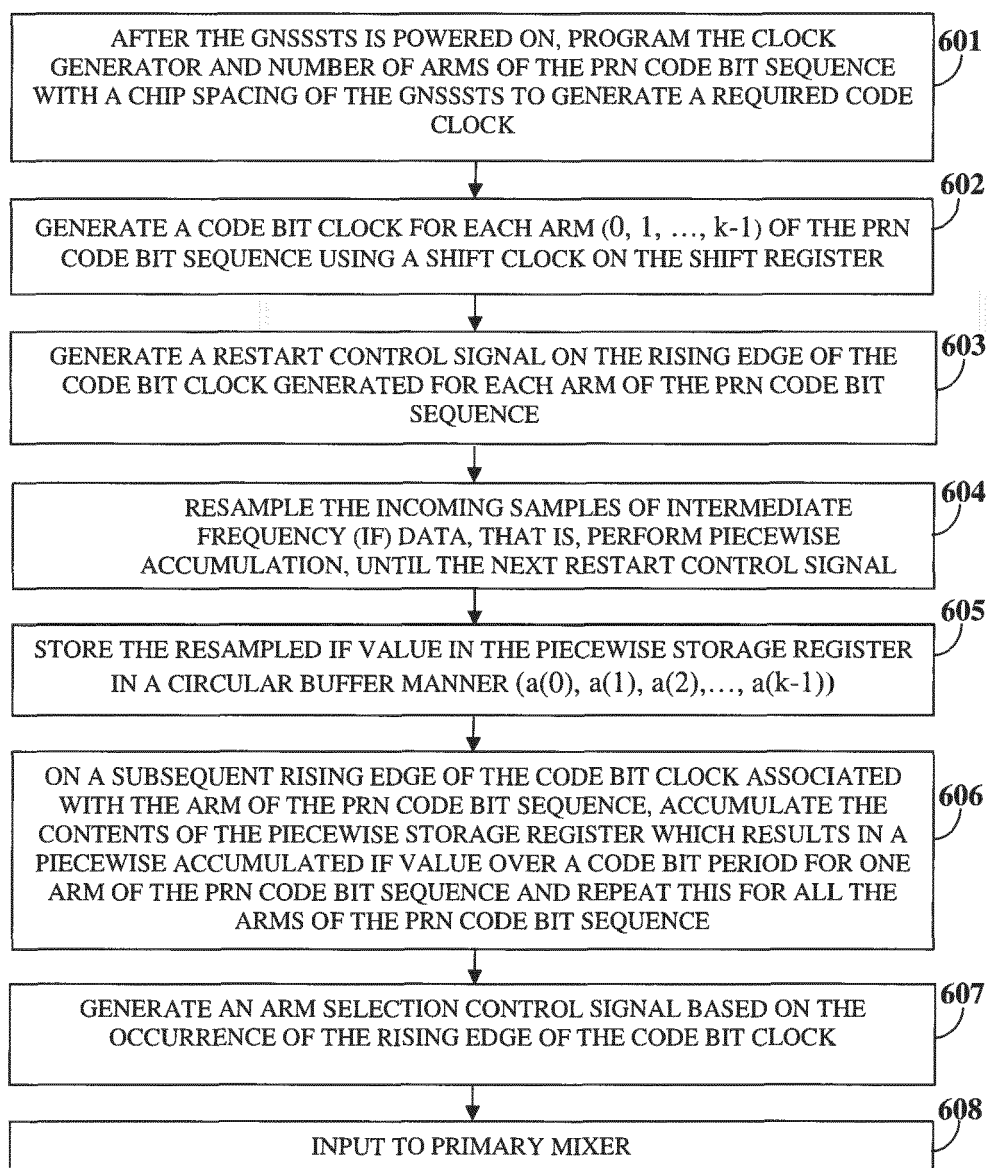 AFTER THE GNSSSTS IS POWERED ON, PROGRAM THE CLOCK
GENERATOR AND NUMBER OF ARMS OF THE PRN CODE BIT SEQUENCE
WITH A CHIP SPACING OF THE GNSSSTS TO GENERATE A REQUIRED CODE
CLOCK
601
GENERATE A CODE BIT CLOCK FOR EACH ARM (0, 1, ..., k-1) OF THE PRN
CODE BIT SEQUENCE USING A SHIFT CLOCK ON THE SHIFT REGISTER
602
GENERATE A RESTART CONTROL SIGNAL ON THE RISING EDGE OF THE
CODE BIT CLOCK GENERATED FOR EACH ARM OF THE PRN CODE BIT
SEQUENCE
603
RESAMPLE THE INCOMING SAMPLES OF INTERMEDIATE
FREQUENCY (IF) DATA, THAT IS, PERFORM PIECEWISE
ACCUMULATION, UNTIL THE NEXT RESTART CONTROL SIGNAL
604
STORE THE RESAMPLED IF VALUE IN THE PIECEWISE STORAGE REGISTER
IN A CIRCULAR BUFFER MANNER (a(0), a(1), a(2),..., a(k-1))
605
ON A SUBSEQUENT RISING EDGE OF THE CODE BIT CLOCK ASSOCIATED
WITH THE ARM OF THE PRN CODE BIT SEQUENCE, ACCUMULATE THE
CONTENTS OF THE PIECEWISE STORAGE REGISTER WHICH RESULTS IN A
PIECEWISE ACCUMULATED IF VALUE OVER A CODE BIT PERIOD FOR ONE
ARM OF THE PRN CODE BIT SEQUENCE AND REPEAT THIS FOR ALL THE
ARMS OF THE PRN CODE BIT SEQUENCE
606
GENERATE AN ARM SELECTION CONTROL SIGNAL BASED ON THE
OCCURRENCE OF THE RISING EDGE OF THE CODE BIT CLOCK
607
INPUT TO PRIMARY MIXER
608